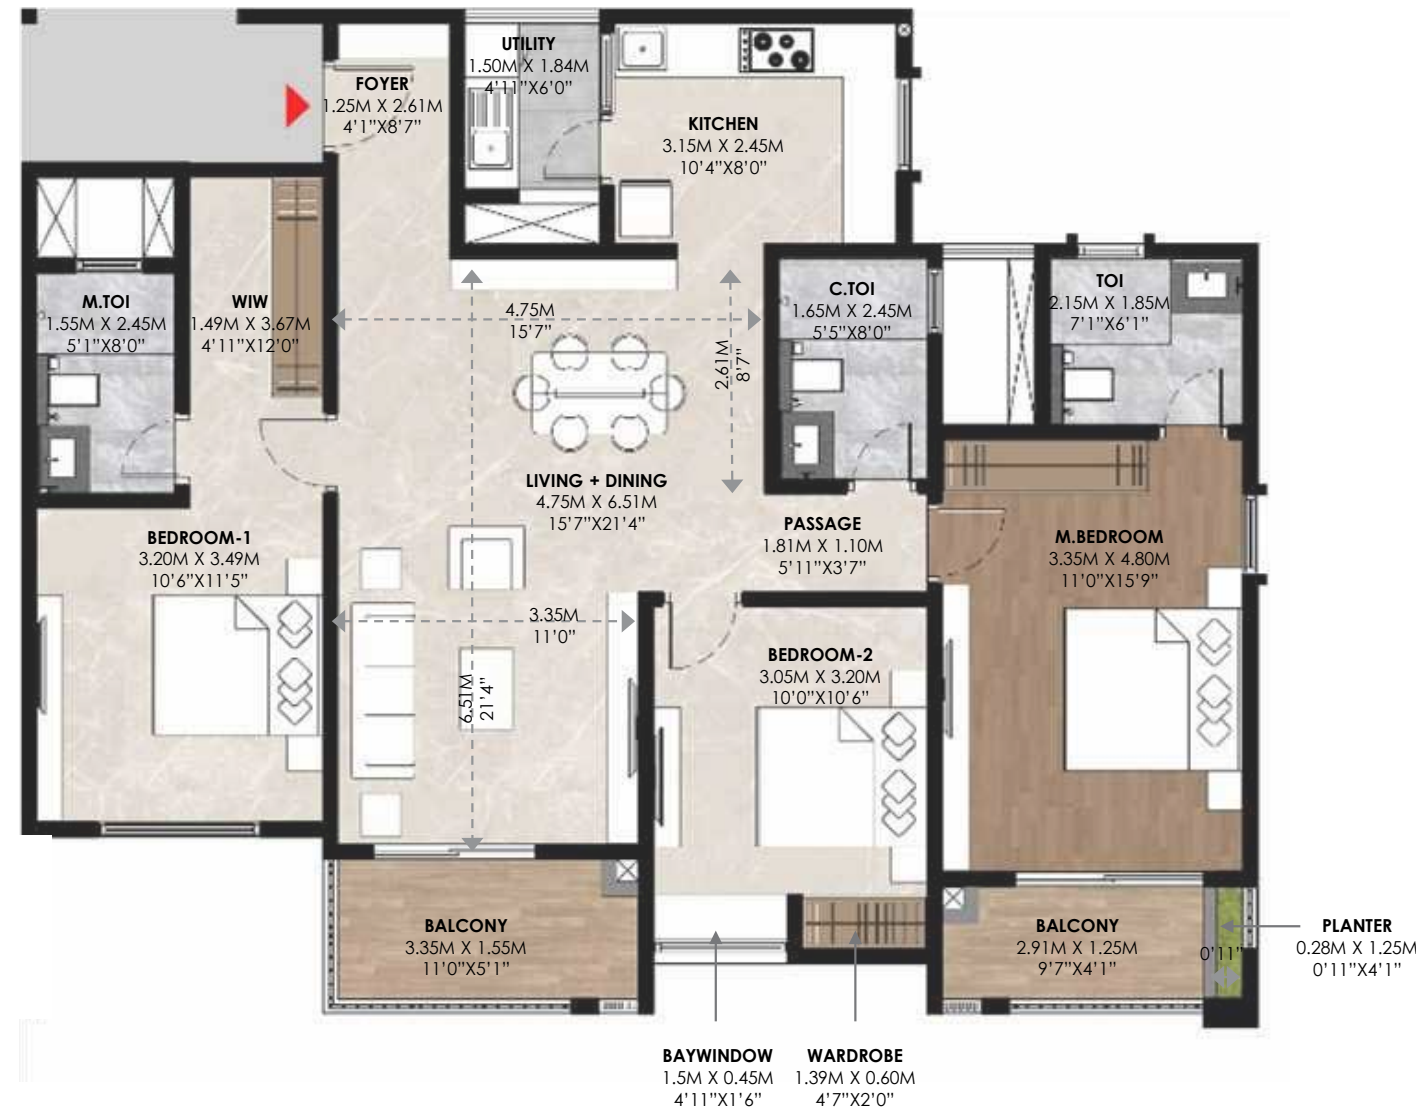 UTILITY
1.50M X 1.84M
4'11"X6'0"
FOYER
1.25M X 2.61M
4'1"X8'7"
KITCHEN
3.15M X 2.45M
10'4"X8'0"
M.TOI
1.55M X 2.45M
5'1"X8'0"
WIW
1.49M X 3.67M
4'11"X12'0"
4.75M
15'7"
2.61M
8'7"
C.TOI
1.65M X 2.45M
5'5"X8'0"
TOI
2.15M X 1.85M
7'1"X6'1"
LIVING + DINING
4.75M X 6.51M
15'7"X21'4"
PASSAGE
1.81M X 1.10M
5'11"X3'7"
BEDROOM-1
3.20M X 3.49M
10'6"X11'5"
M.BEDROOM
3.35M X 4.80M
11'0"X15'9"
3.35M
11'0"
6.51M
21'4"
BEDROOM-2
3.05M X 3.20M
10'0"X10'6"
BALCONY
3.35M X 1.55M
11'0"X5'1"
BALCONY
2.91M X 1.25M
9'7"X4'1"
0'11"
PLANTER
0.28M X 1.25M
0'11"X4'1"
BAYWINDOW
1.5M X 0.45M
4'11"X1'6"
WARDROBE
1.39M X 0.60M
4'7"X2'0"